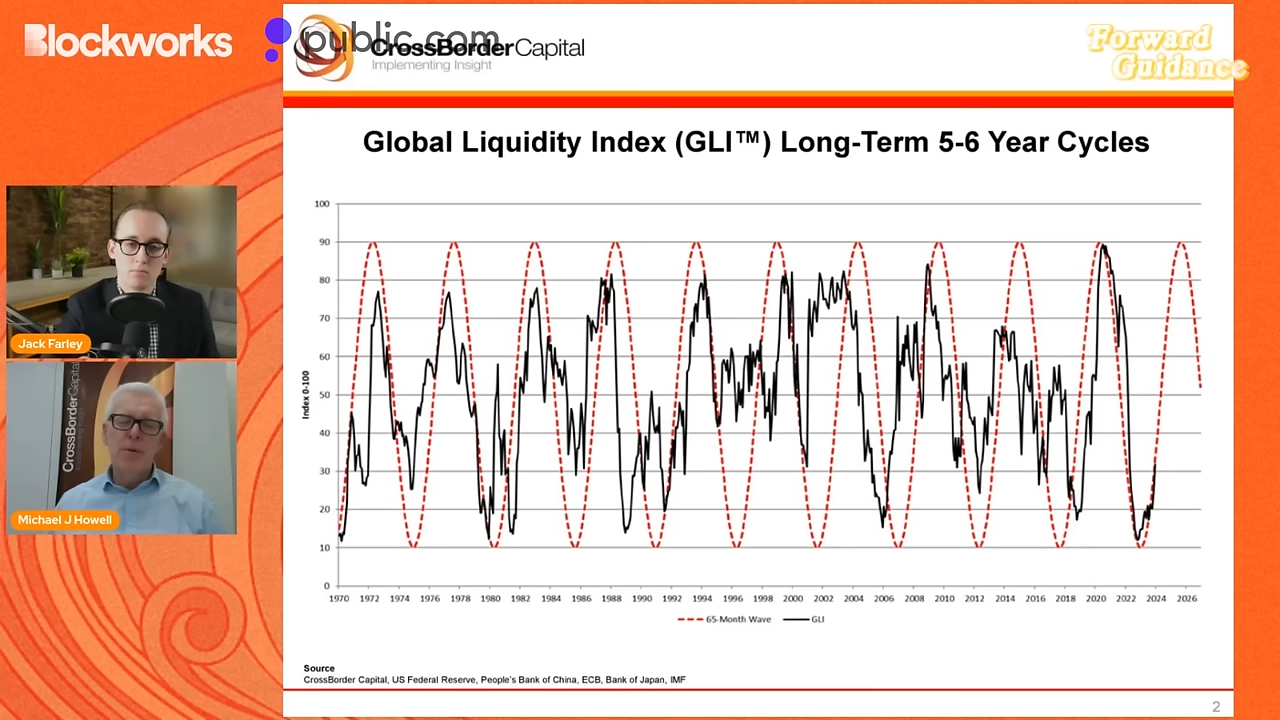 Blockworks
public.com
CrossBorderCapital
Implementing Insight
Forward
Guidance
Global Liquidity Index (GLI™) Long-Term 5-6 Year Cycles
Jack Farley
CrossBorderCapital
Michael J Howell
Index 0-100
100
90
80
70
60
50
40
30
20
10
0
1970 1972 1974 1976 1978 1980 1982 1984 1986 1988 1990 1992 1994 1996 1998 2000 2002 2004 2006 2008 2010 2012 2014 2016 2018 2020 2022 2024 2026
65-Month Wave GLI
Source
CrossBorder Capital, US Federal Reserve, People's Bank of China, ECB, Bank of Japan, IMF
2